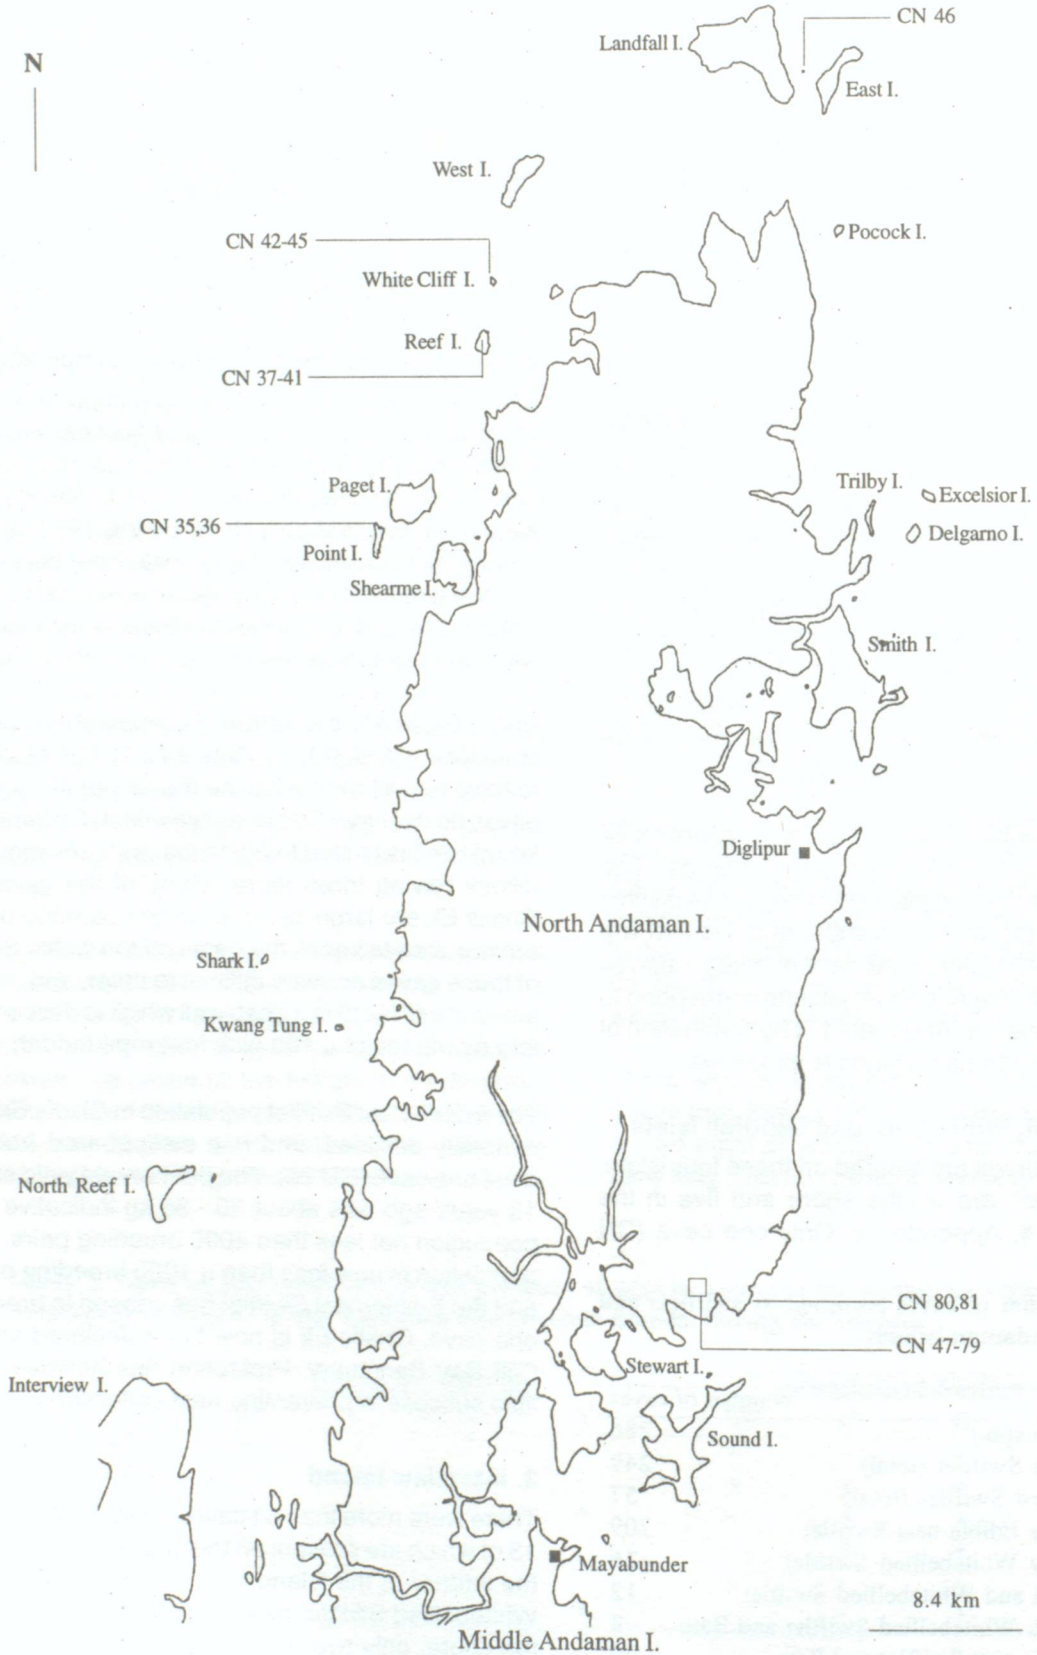 CN 46
Landfall I.
N
East I.
West I.
Pocock I.
CN 42-45
White Cliff I.
Reef I.
CN 37-41
Trilby I.
Paget I.
Excelsior I.
CN 35,36
Delgarno I.
Point I.
Shearme I.
Smith I.
Diglipur
North Andaman I.
Shark I.
Kwang Tung I.
North Reef I.
CN 80,81
CN 47-79
Stewart I.
Interview I.
Sound I.
Mayabunder
8.4 km
Middle Andaman I.